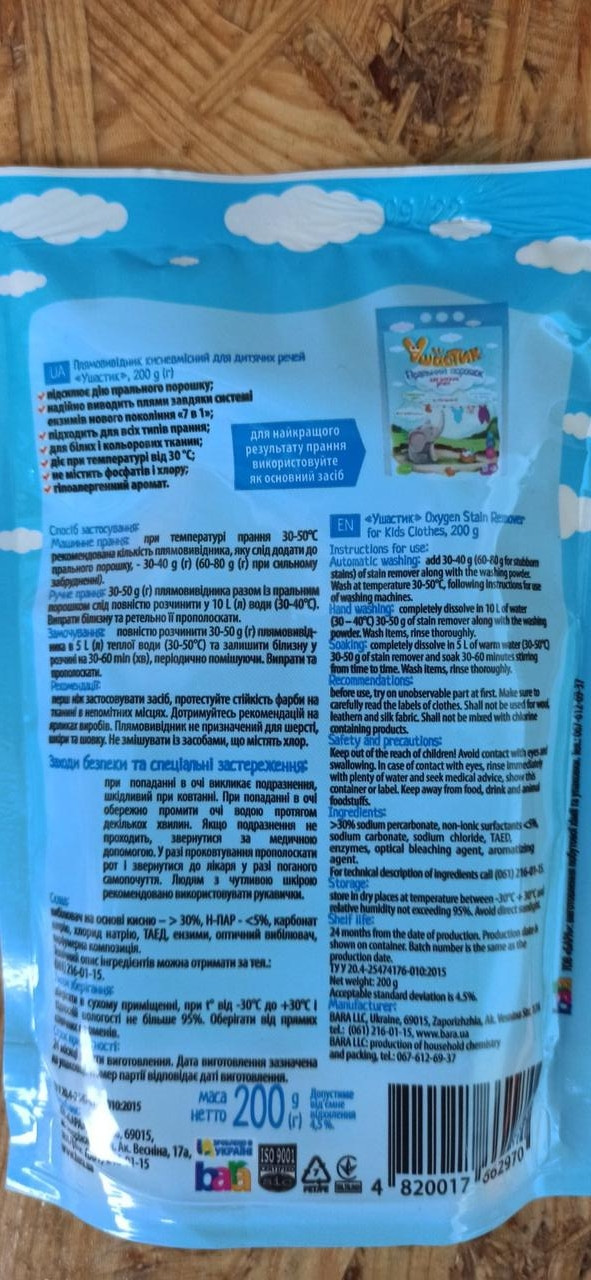 09/22
Ушастик
Пральний порошок
UA
Плямовивідник кисневмісний для дитячих речей
«Ушастик», 200 g (г)
підсилює дію прального порошку;
надійно виводить плями завдяки системі
ензимів нового покоління «7 в 1»;
підходить для всіх типів прання;
для білих і кольорових тканин;
діє при температурі від 30 °С;
не містить фосфатів і хлору;
гіпоалергенний аромат.
для найкращого
результату прання
використовуйте
як основний засіб
Спосіб застосування:
Машинне прання: при температурі прання 30-50°С
рекомендована кількість плямовивідника, яку слід додати до
прального порошку, - 30-40 g (г) (60-80 g (г) при сильному
забрудненні).
Ручне прання: 30-50 g (г) плямовивідника разом із пральним
порошком слід повністю розчинити у 10 L (л) води (30-40°С).
Випрати білизну та ретельно її прополоскати.
Замочування: повністю розчинити 30-50 g (г) плямовивід-
ника в 5 L (л) теплої води (30-50°С) та залишити білизну у
розчині на 30-60 min (хв), періодично помішуючи. Випрати та
прополоскати.
Рекомендації:
перш ніж застосовувати засіб, протестуйте стійкість фарби на
тканині в непомітних місцях. Дотримуйтесь рекомендацій на
ярликах виробів. Плямовивідник не призначений для шерсті,
шкіри та шовку. Не змішувати із засобами, що містять хлор.
Заходи безпеки та спеціальні застереження:
при попаданні в очі викликає подразнення,
шкідливий при ковтанні. При попаданні в очі
обережно промити очі водою протягом
декількох хвилин. Якщо подразнення не
проходить, звернутися за медичною
допомогою. У разі проковтування прополоскати
рот і звернутися до лікаря у разі поганого
самопочуття. Людям з чутливою шкірою
рекомендовано використовувати рукавички.
Склад:
вибілювач на основі кисню – > 30%, Н-ПАР - <5%, карбонат
хлорид натрію, ТАЕД, ензими, оптичний вибілювач,
композиція.
опис інгредієнтів можна отримати за тел.:
216-01-15.
зберігання:
в сухому приміщенні, при t° від -30°С до +30°С і
вологості не більше 95%. Оберігати від прямих
виготовлення. Дата виготовлення зазначена
партії відповідає даті виготовлення.
10:2015
69015,
Ак. Весніна, 17а,
EN
«Ушастик» Oxygen Stain Remover
for Kids Clothes, 200 g
Instructions for use:
Automatic washing: add 30-40 g (60-80 g for stubborn
stains) of stain remover along with the washing powder.
Wash at temperature 30-50°C, following instructions for use
of washing machines.
Hand washing: completely dissolve in 10 L of water
(30 – 40°C) 30-50 g of stain remover along with the washing
powder. Wash items, rinse thoroughly.
Soaking: completely dissolve in 5 L of warm water (30-50°C)
30-50 g of stain remover and soak 30-60 minutes stirring
from time to time. Wash items, rinse thoroughly.
Recommendations:
before use, try on unobservable part at first. Make sure to
carefully read the labels of clothes. Shall not be used for wool,
leathern and silk fabric. Shall not be mixed with chlorine
containing products.
Safety and precautions:
Keep out of the reach of children! Avoid contact with eyes and
swallowing. In case of contact with eyes, rinse immediately
with plenty of water and seek medical advice, show this
container or label. Keep away from food, drink and animal
foodstuffs.
Ingredients:
>30% sodium percarbonate, non-ionic surfactants <5%,
sodium carbonate, sodium chloride, TAED,
enzymes, optical bleaching agent, aromatizing
agent.
For technical description of ingredients call (061) 216-01-15
Storage:
store in dry places at temperature between -30°C + 30°C and
relative humidity not exceeding 95%. Avoid direct sunlight.
Shelf life:
24 months from the date of production. Production date is
shown on container. Batch number is the same as the
production date.
ТУ У 20.4-25474176-010:2015
Net weight: 200 g
Acceptable standard deviation is 4.5%.
Manufacturer:
BARA LLC, Ukraine, 69015, Zaporizhzhia, Ak. Vesnina Str. 17A
tel.: (061) 216-01-15, www.bara.ua
BARA LLC: production of household chemistry
and packing, tel.: 067-612-69-37
маса
нетто
200 g (г)
Допустиме
від'ємне
відхилення
4,5 %.
УКРАЇНІ
bara
ISO 9001
4 820017 662970
bara
067-612-69-37